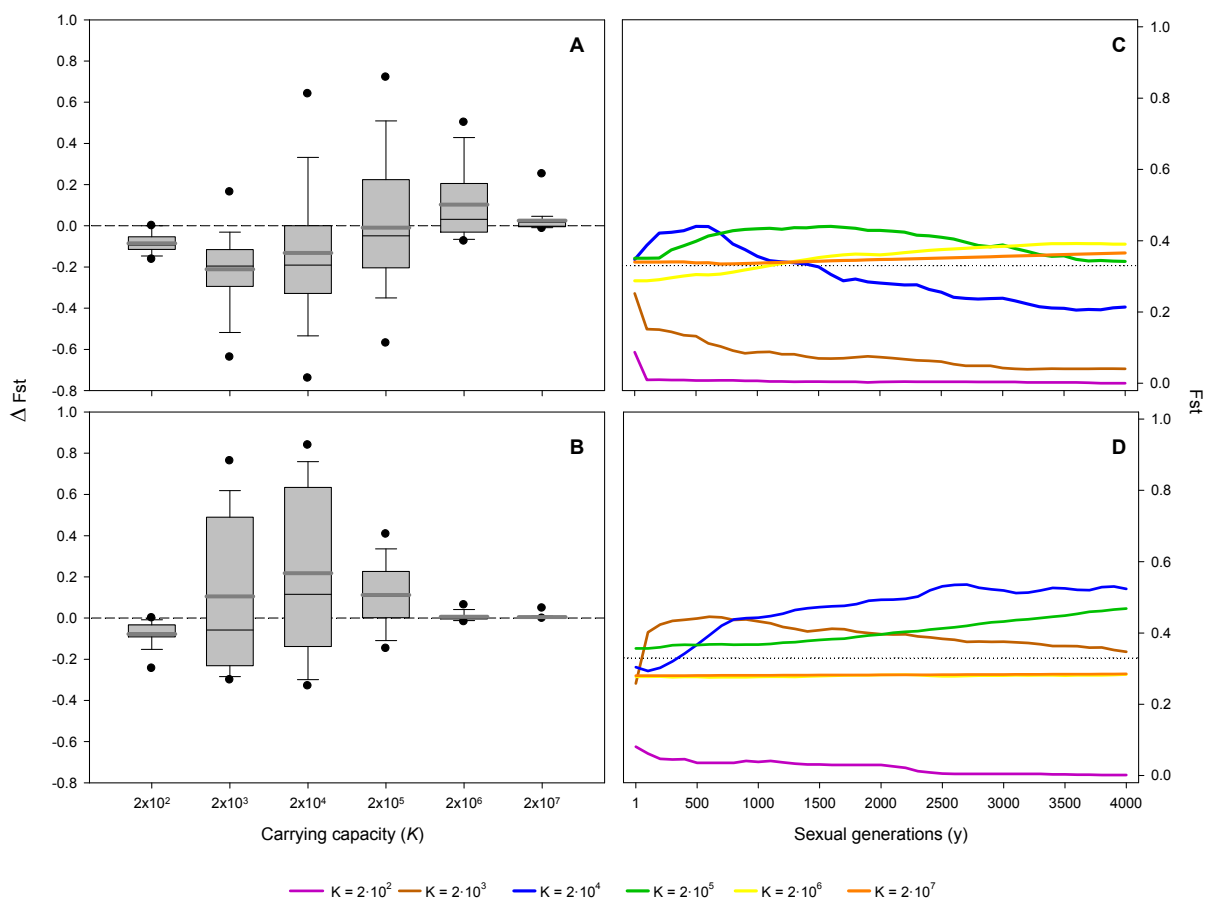 1.0
0.8
0.6
0.4
0.2
0.0
-0.2
-0.4
-0.6
-0.8
A
C
1.0
0.8
0.6
0.4
0.2
0.0
Δ Fst
Fst
1.0
0.8
0.6
0.4
0.2
0.0
-0.2
-0.4
-0.6
-0.8
B
D
1.0
0.8
0.6
0.4
0.2
0.0
2x10² 2x10³ 2x10⁴ 2x10⁵ 2x10⁶ 2x10⁷
1 500 1000 1500 2000 2500 3000 3500 4000
Carrying capacity (K)
Sexual generations (y)
K = 2·10² K = 2·10³ K = 2·10⁴ K = 2·10⁵ K = 2·10⁶ K = 2·10⁷